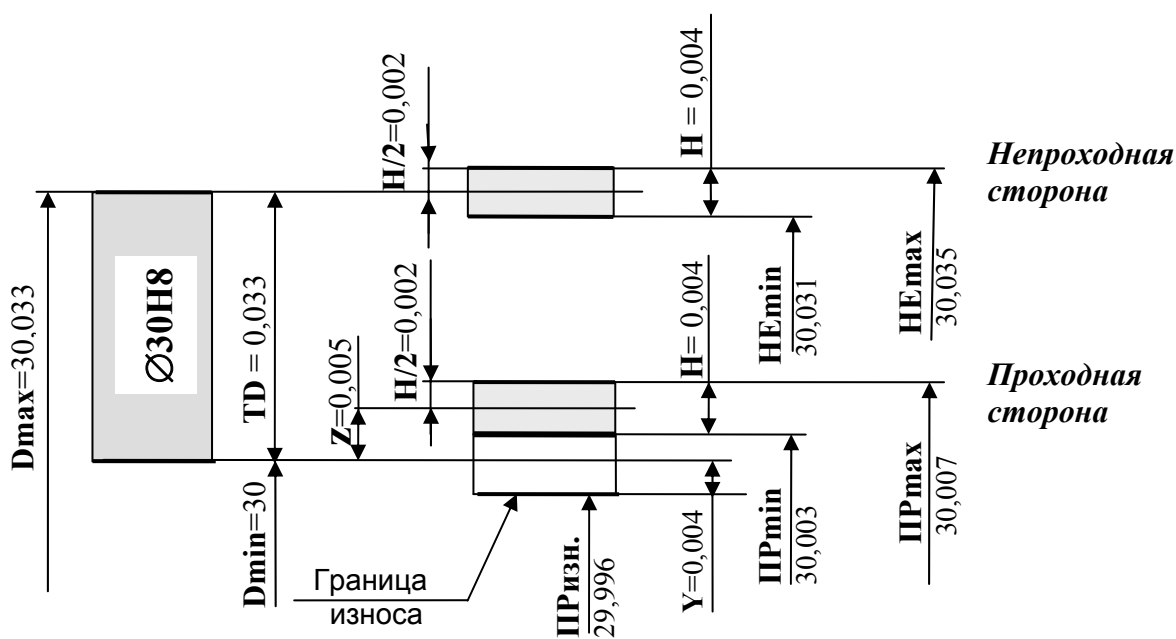 Dmax=30,033
Ø30H8
TD = 0,033
Dmin=30
Z=0,005
H/2=0,002
H/2=0,002
H = 0,004
НЕmin
30,031
НЕmax
30,035
Непроходная
сторона
H= 0,004
Проходная
сторона
ПРmax
30,007
ПРmin
30,003
Y=0,004
ПРизн.
29,996
Граница
износа